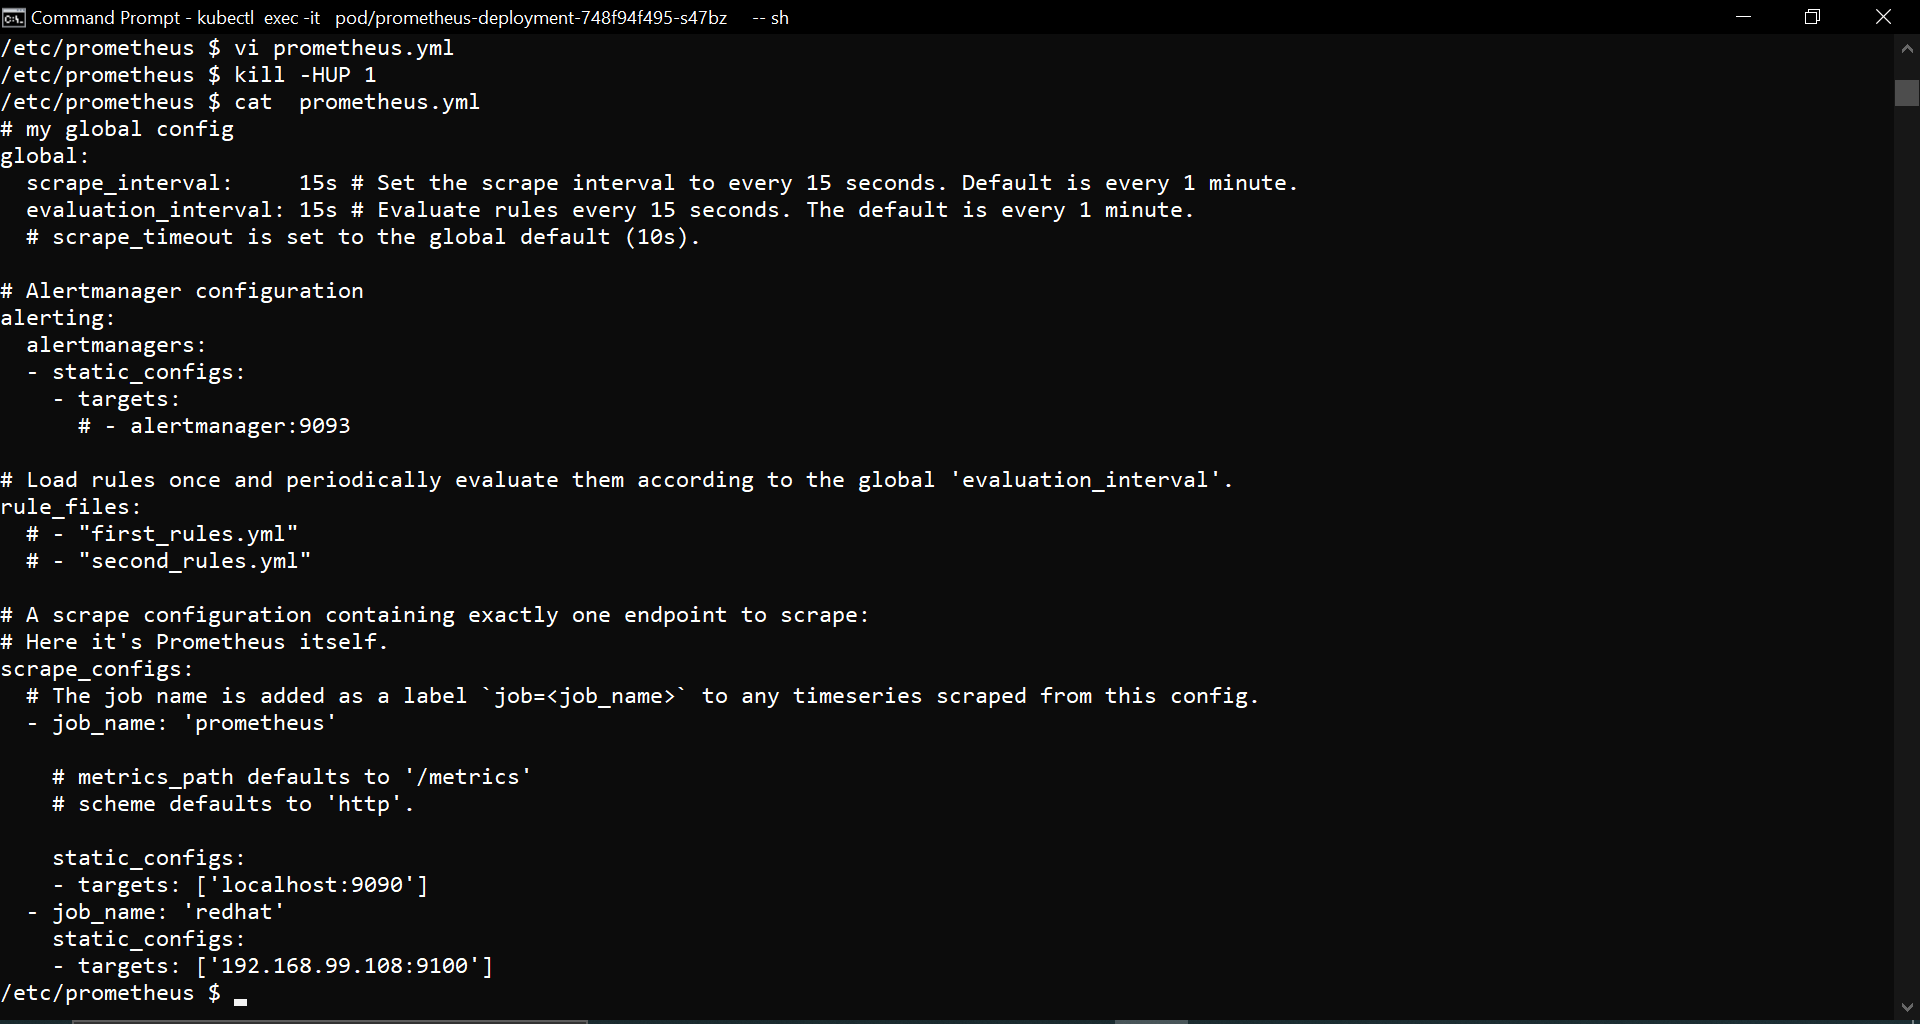 Command Prompt - kubectl  exec -it   pod/prometheus-deployment-748f94f495-s47bz     -- sh
/etc/prometheus $ vi prometheus.yml
/etc/prometheus $ kill -HUP 1
/etc/prometheus $ cat  prometheus.yml
# my global config
global:
  scrape_interval:     15s # Set the scrape interval to every 15 seconds. Default is every 1 minute.
  evaluation_interval: 15s # Evaluate rules every 15 seconds. The default is every 1 minute.
  # scrape_timeout is set to the global default (10s).

# Alertmanager configuration
alerting:
  alertmanagers:
  - static_configs:
    - targets:
      # - alertmanager:9093

# Load rules once and periodically evaluate them according to the global 'evaluation_interval'.
rule_files:
  # - "first_rules.yml"
  # - "second_rules.yml"

# A scrape configuration containing exactly one endpoint to scrape:
# Here it's Prometheus itself.
scrape_configs:
  # The job name is added as a label `job=<job_name>` to any timeseries scraped from this config.
  - job_name: 'prometheus'

    # metrics_path defaults to '/metrics'
    # scheme defaults to 'http'.

    static_configs:
    - targets: ['localhost:9090']
  - job_name: 'redhat'
    static_configs:
    - targets: ['192.168.99.108:9100']
/etc/prometheus $